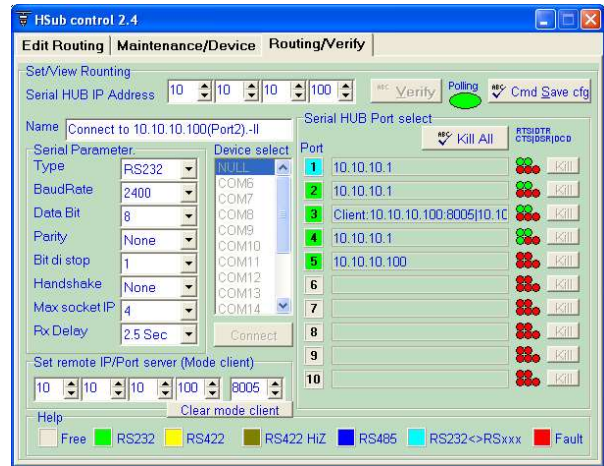 HSub control 2.4
Edit Routing Maintenance/Device Routing/Verify
Set/View Rounting
Serial HUB IP Address 10 10 10 100 Verify Polling Cmd Save cfg
Name Connect to 10.10.10.100(Port2).-II
Serial HUB Port select
Kill All
RTS|DTR
CTS|DSR|DCD
Serial Parameter.
Device select
Port
Type RS232
BaudRate 2400
Data Bit 8
Parity None
Bit di stop 1
Handshake None
Max socket IP 4
Rx Delay 2.5 Sec
NULL
COM6
COM7
COM8
COM9
COM10
COM11
COM12
COM13
COM14
Connect
1 10.10.10.1 Kill
2 10.10.10.1 Kill
3 Client:10.10.10.100:8005|10.1C Kill
4 10.10.10.1 Kill
5 10.10.10.100 Kill
6 Kill
7 Kill
8 Kill
9 Kill
10 Kill
Set remote IP/Port server (Mode client)
10 10 10 100 8005
Clear mode client
Help
Free RS232 RS422 RS422 HiZ RS485 RS232<>RSxxx Fault